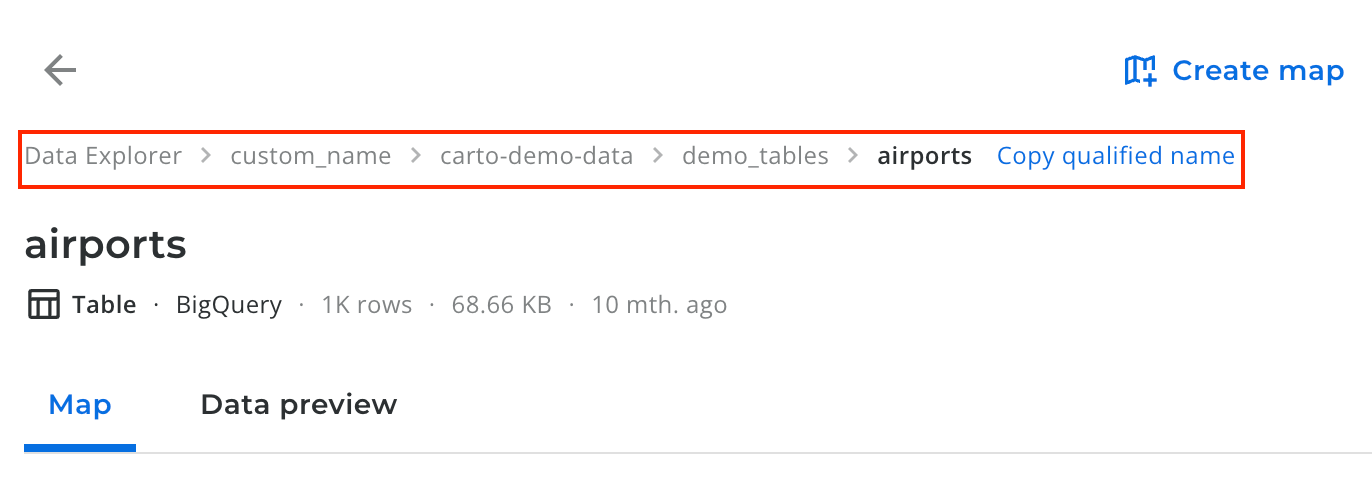 Create map
Data Explorer > custom_name > carto-demo-data > demo_tables > airports Copy qualified name
airports
Table · BigQuery · 1K rows · 68.66 KB · 10 mth. ago
Map Data preview